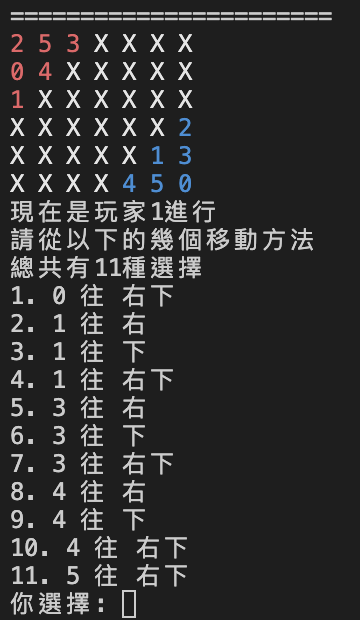 =======================
2 5 3 X X X X
0 4 X X X X X
1 X X X X X X
X X X X X X 2
X X X X X 1 3
X X X X 4 5 0
現在是玩家1進行
請從以下的幾個移動方法
總共有11種選擇
1. 0 往 右下
2. 1 往 右
3. 1 往 下
4. 1 往 右下
5. 3 往 右
6. 3 往 下
7. 3 往 右下
8. 4 往 右
9. 4 往 下
10. 4 往 右下
11. 5 往 右下
你選擇: